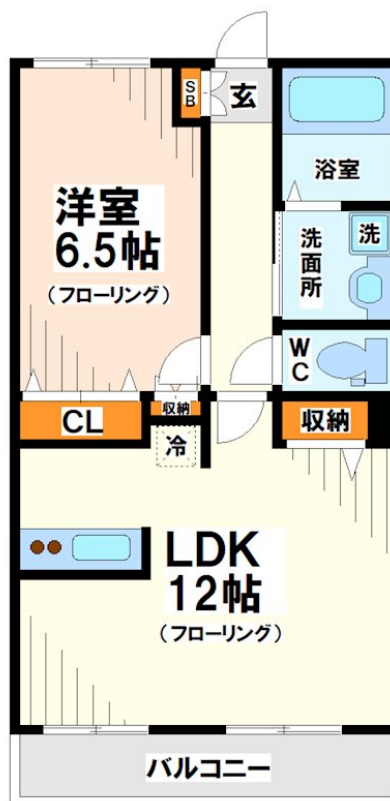 SB
玄
浴室
洋室
6.5帖
(フローリング)
洗面所
洗
WC
CL
収納
収納
冷
LDK
12帖
(フローリング)
バルコニー